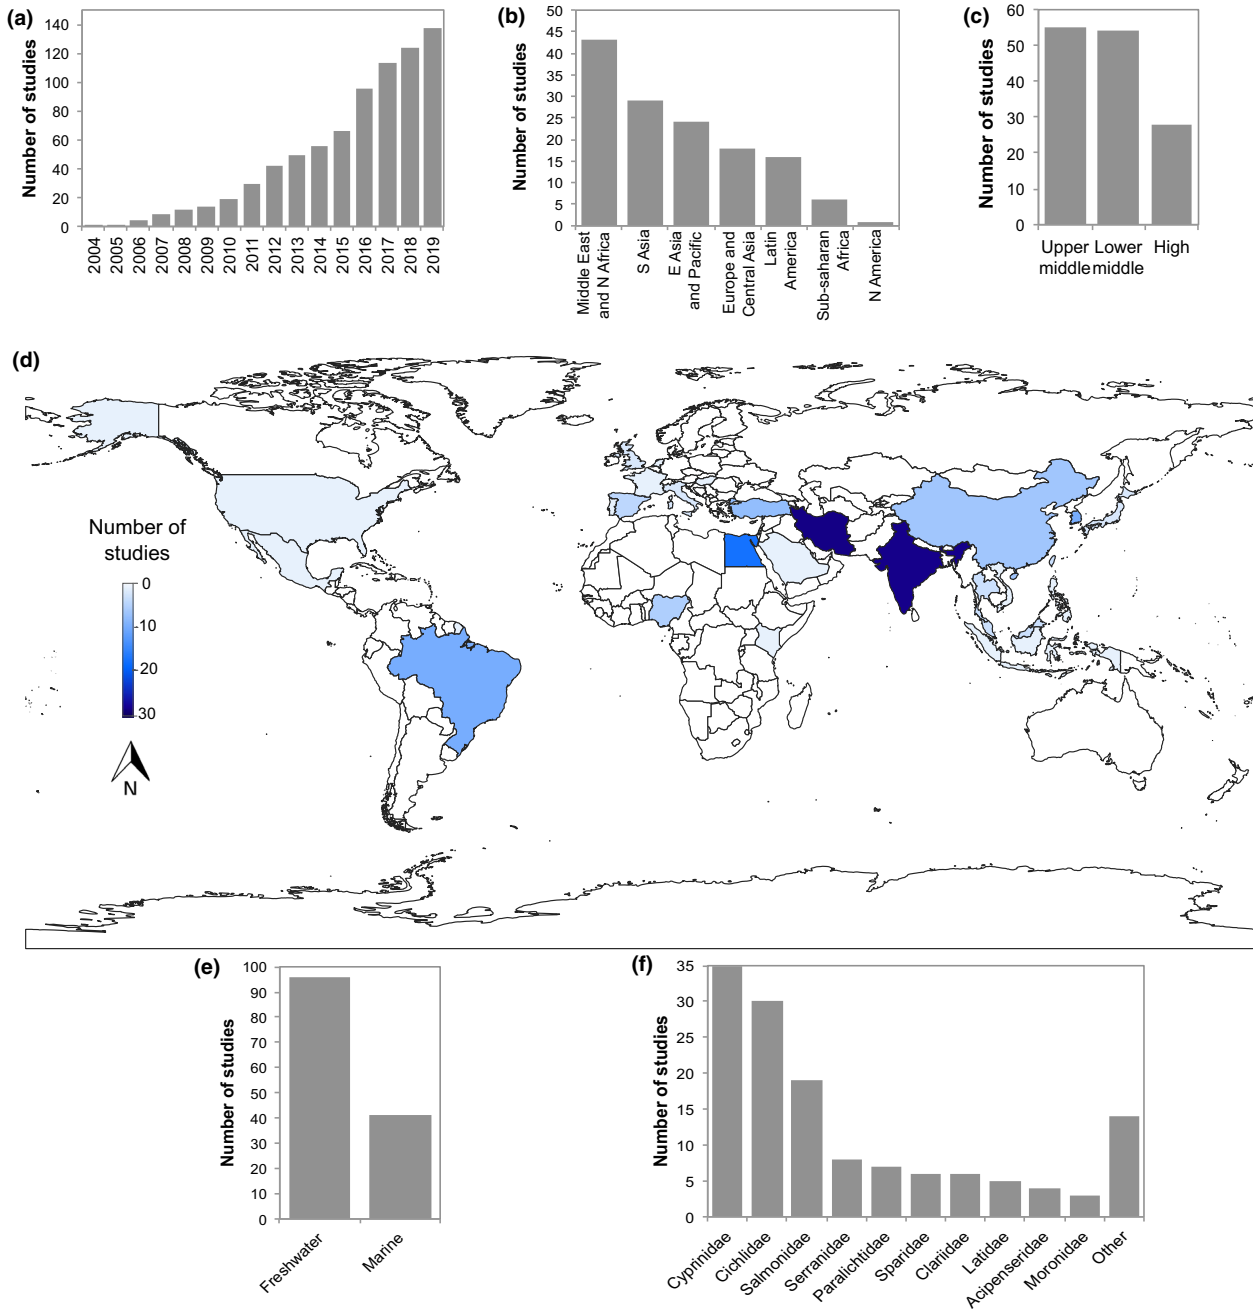 (a)
Number of studies
140
120
100
80
60
40
20
0
2004
2005
2006
2007
2008
2009
2010
2011
2012
2013
2014
2015
2016
2017
2018
2019
(b)
Number of studies
50
45
40
35
30
25
20
15
10
5
0
Middle East
and N Africa
S Asia
E Asia
and Pacific
Europe and
Central Asia
Latin
America
Sub-saharan
Africa
N America
(c)
Number of studies
60
50
40
30
20
10
0
Upper
middle
Lower
middle
High
(d)
Number of
studies
0
10
20
30
N
(e)
Number of studies
100
90
80
70
60
50
40
30
20
10
0
Freshwater
Marine
(f)
Number of studies
35
30
25
20
15
10
5
0
Cyprinidae
Cichlidae
Salmonidae
Serranidae
Paralichtidae
Sparidae
Clariidae
Latidae
Acipenseridae
Moronidae
Other